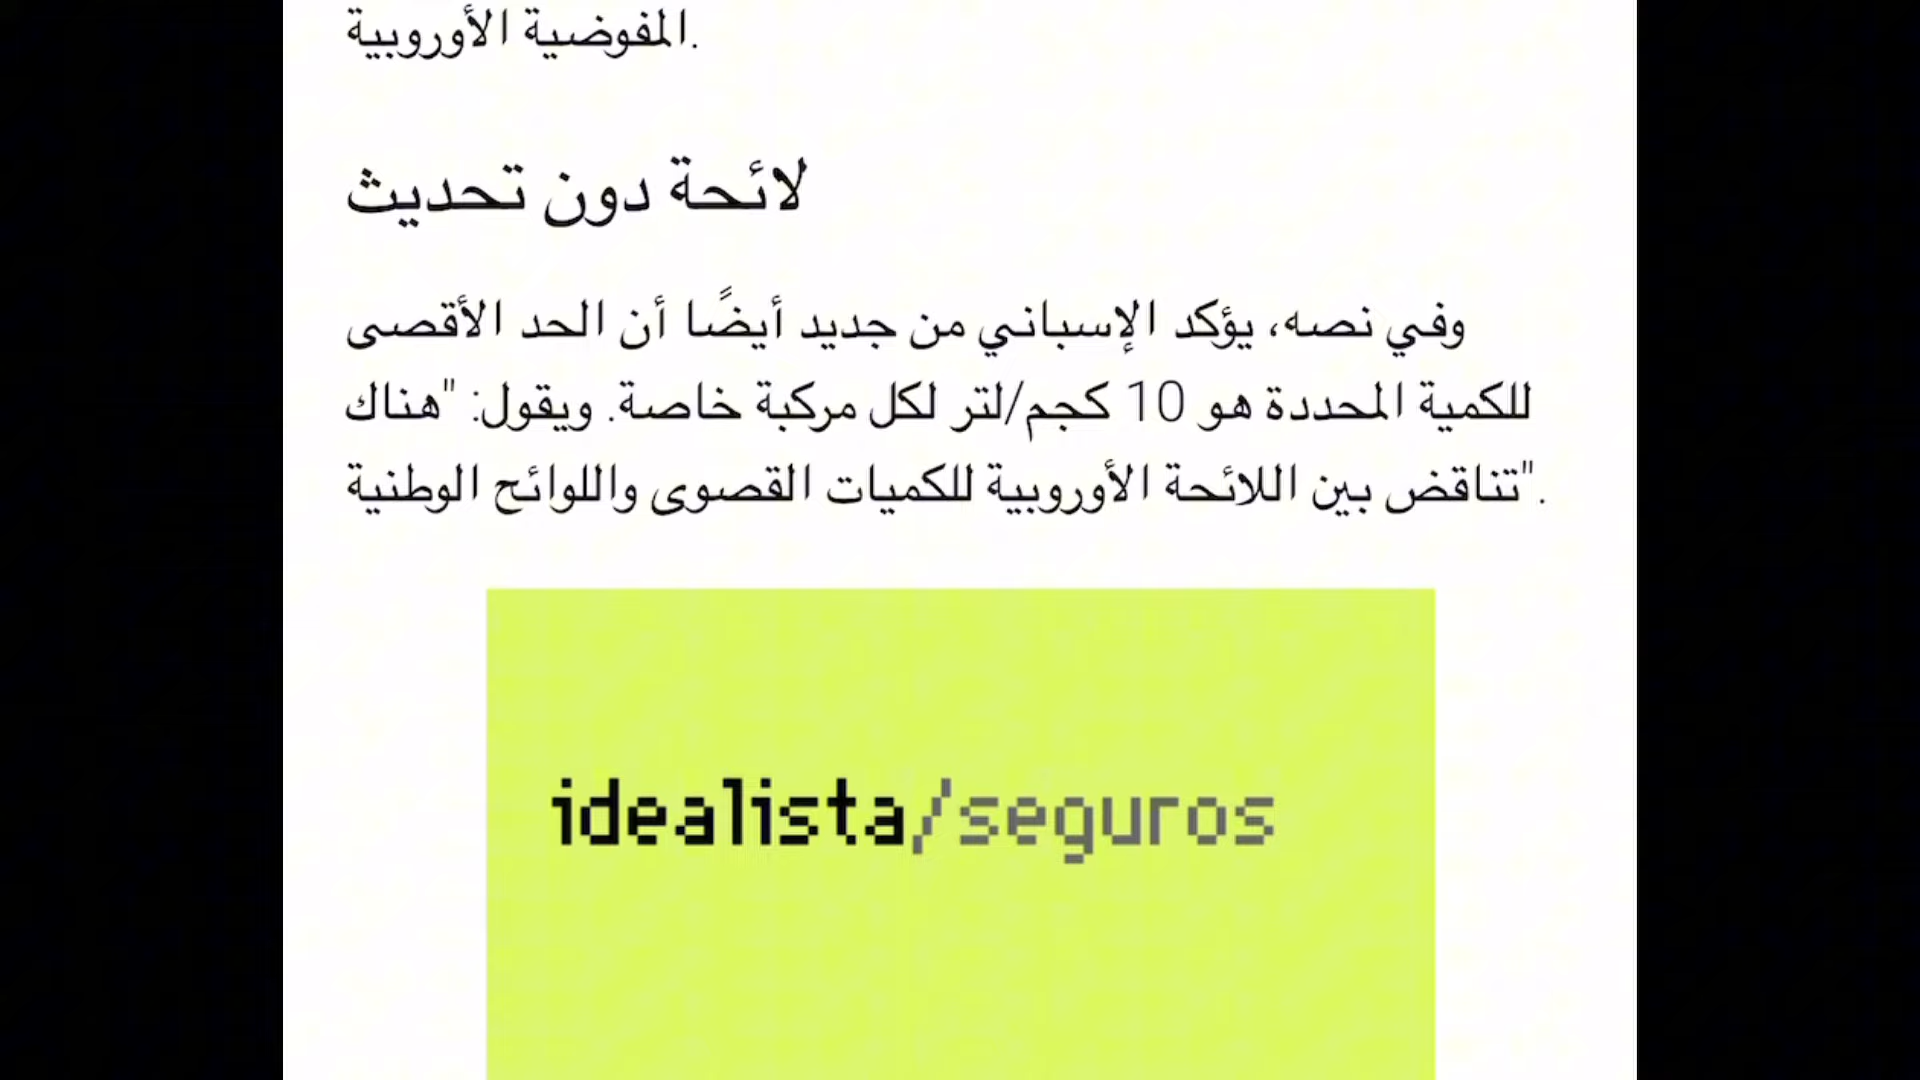 المفوضية الأوروبية.
لائحة دون تحديث
وفي نصه، يؤكد الإسباني من جديد أيضًا أن الحد الأقصى
للكمية المحددة هو 10 كجم/لتر لكل مركبة خاصة. ويقول: "هناك
تناقض بين اللائحة الأوروبية للكميات القصوى واللوائح الوطنية".
idealista/seguros